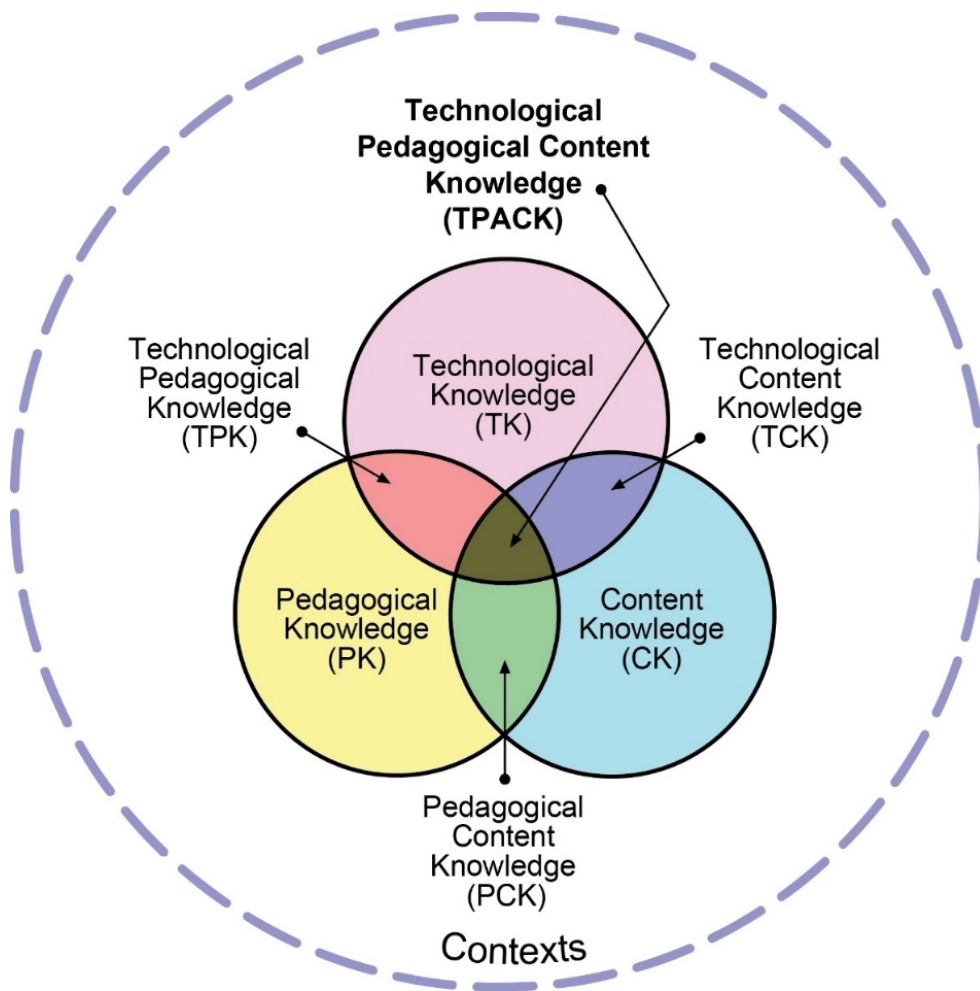 Technological
Pedagogical Content
Knowledge
(TPACK)
Technological
Pedagogical
Knowledge
(TPK)
Technological
Knowledge
(TK)
Technological
Content
Knowledge
(TCK)
Pedagogical
Knowledge
(PK)
Content
Knowledge
(CK)
Pedagogical
Content
Knowledge
(PCK)
Contexts